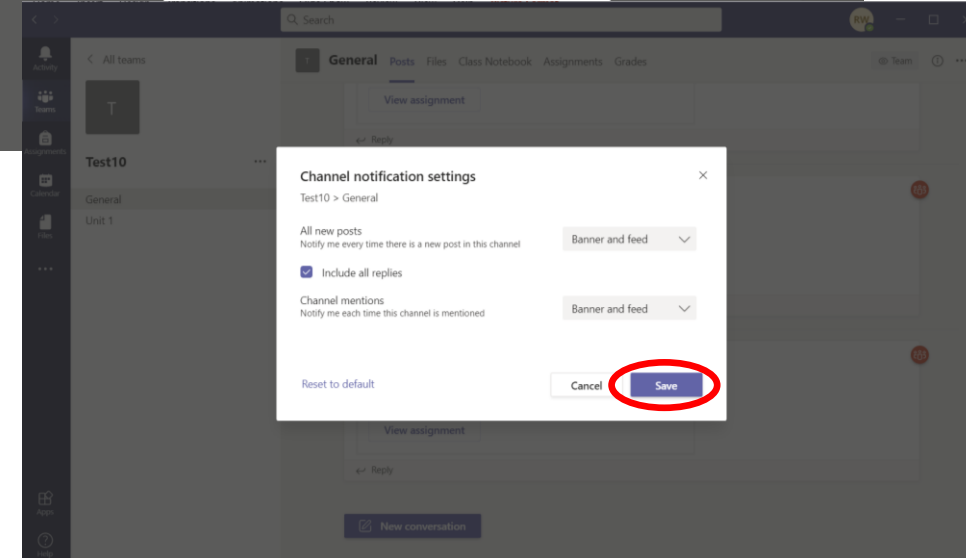 Search
RW
Activity
Teams
Assignments
Calendar
Files
Apps
Help
All teams
T
Test10
General
Unit 1
T
General Posts Files Class Notebook Assignments Grades
Team
View assignment
Reply
Channel notification settings
Test10 > General
All new posts
Notify me every time there is a new post in this channel
Banner and feed
Include all replies
Channel mentions
Notify me each time this channel is mentioned
Banner and feed
Reset to default
Cancel
Save
View assignment
Reply
New conversation